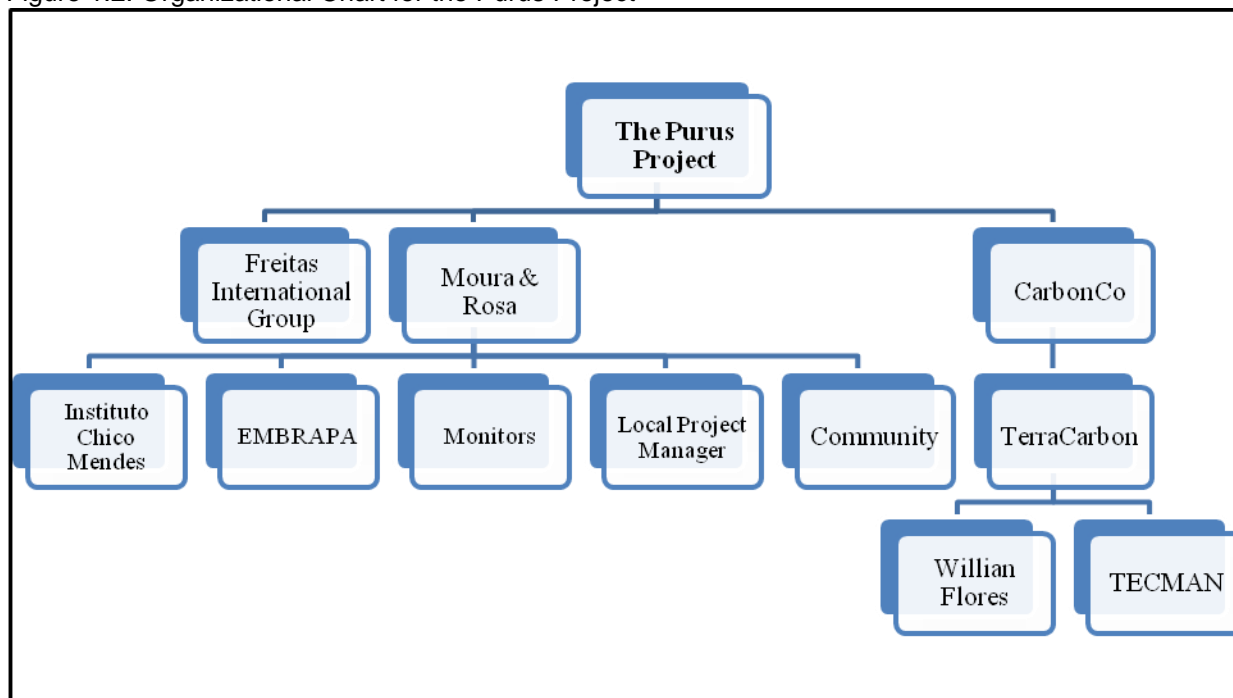 Figure 4.2: Organizational Chart for the Purus Project
The Purus
Project
Freitas
International
Group
Moura &
Rosa
CarbonCo
Instituto
Chico
Mendes
EMBRAPA
Monitors
Local Project
Manager
Community
TerraCarbon
Willian
Flores
TECMAN